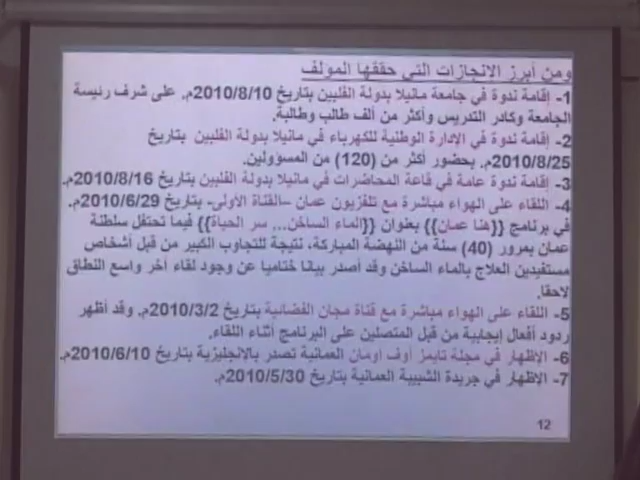 ومن أبرز الانجازات التي حققها المؤلف
1- إقامة ندوة في جامعة مانيلا بدولة الفلبين بتاريخ 2010/8/10م. على شرف رئيسة
الجامعة وكادر التدريس وأكثر من ألف طالب وطالبة.
2- إقامة ندوة في الإدارة الوطنية للكهرباء في مانيلا بدولة الفلبين بتاريخ
2010/8/25م. بحضور أكثر من (120) من المسؤولين.
3- إقامة ندوة عامة في قاعة المحاضرات في مانيلا بدولة الفلبين بتاريخ 2010/8/16م.
4- اللقاء على الهواء مباشرة مع تلفزيون عمان -القناة الأولى- بتاريخ 2010/6/29م.
في برنامج {{هنا عمان}} بعنوان {{الماء الساخن... سر الحياة}} فيما تحتفل سلطنة
عمان بمرور (40) سنة من النهضة المباركة، نتيجة للتجاوب الكبير من قبل أشخاص
مستفيدين العلاج بالماء الساخن وقد أصدر بيانا ختاميا عن وجود لقاء آخر واسع النطاق
لاحقا.
5- اللقاء على الهواء مباشرة مع قناة مجان الفضائية بتاريخ 2010/3/2م. وقد أظهر
ردود أفعال إيجابية من قبل المتصلين على البرنامج أثناء اللقاء.
6- الإظهار في مجلة تايمز أوف اومان العمانية تصدر بالإنجليزية بتاريخ 2010/6/10م.
7- الإظهار في جريدة الشبيبة العمانية بتاريخ 2010/5/30م.
12